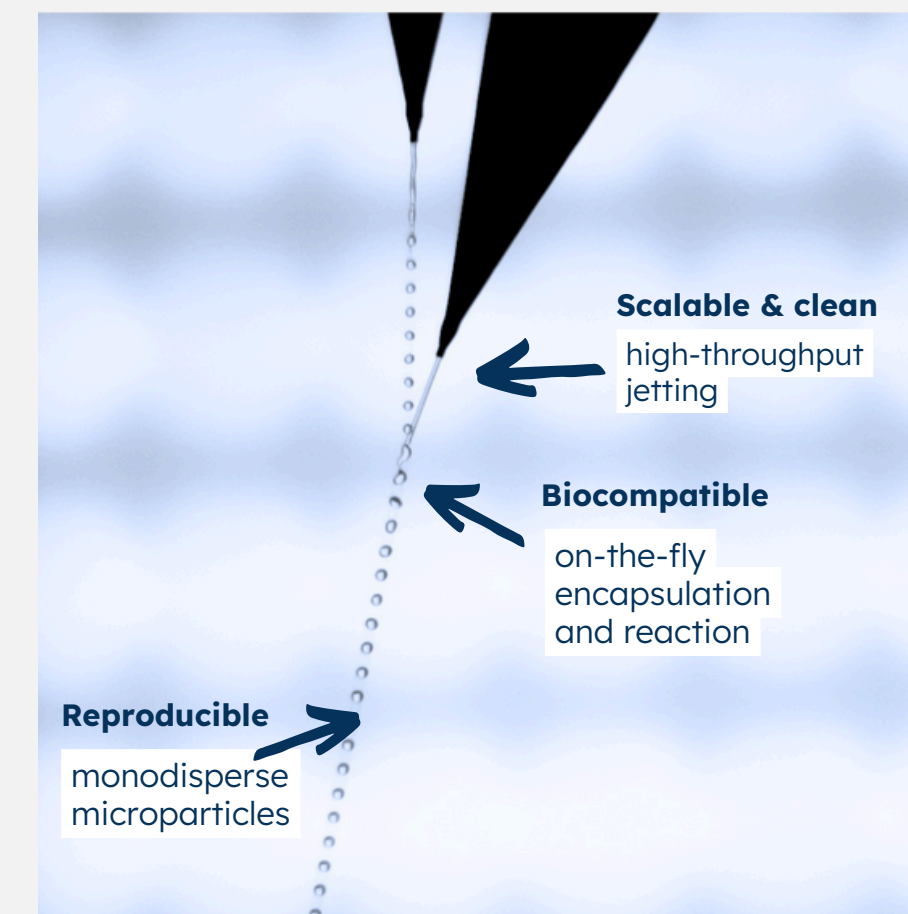 Scalable & clean
high-throughput
jetting
Biocompatible
on-the-fly
encapsulation
and reaction
Reproducible
monodisperse
microparticles